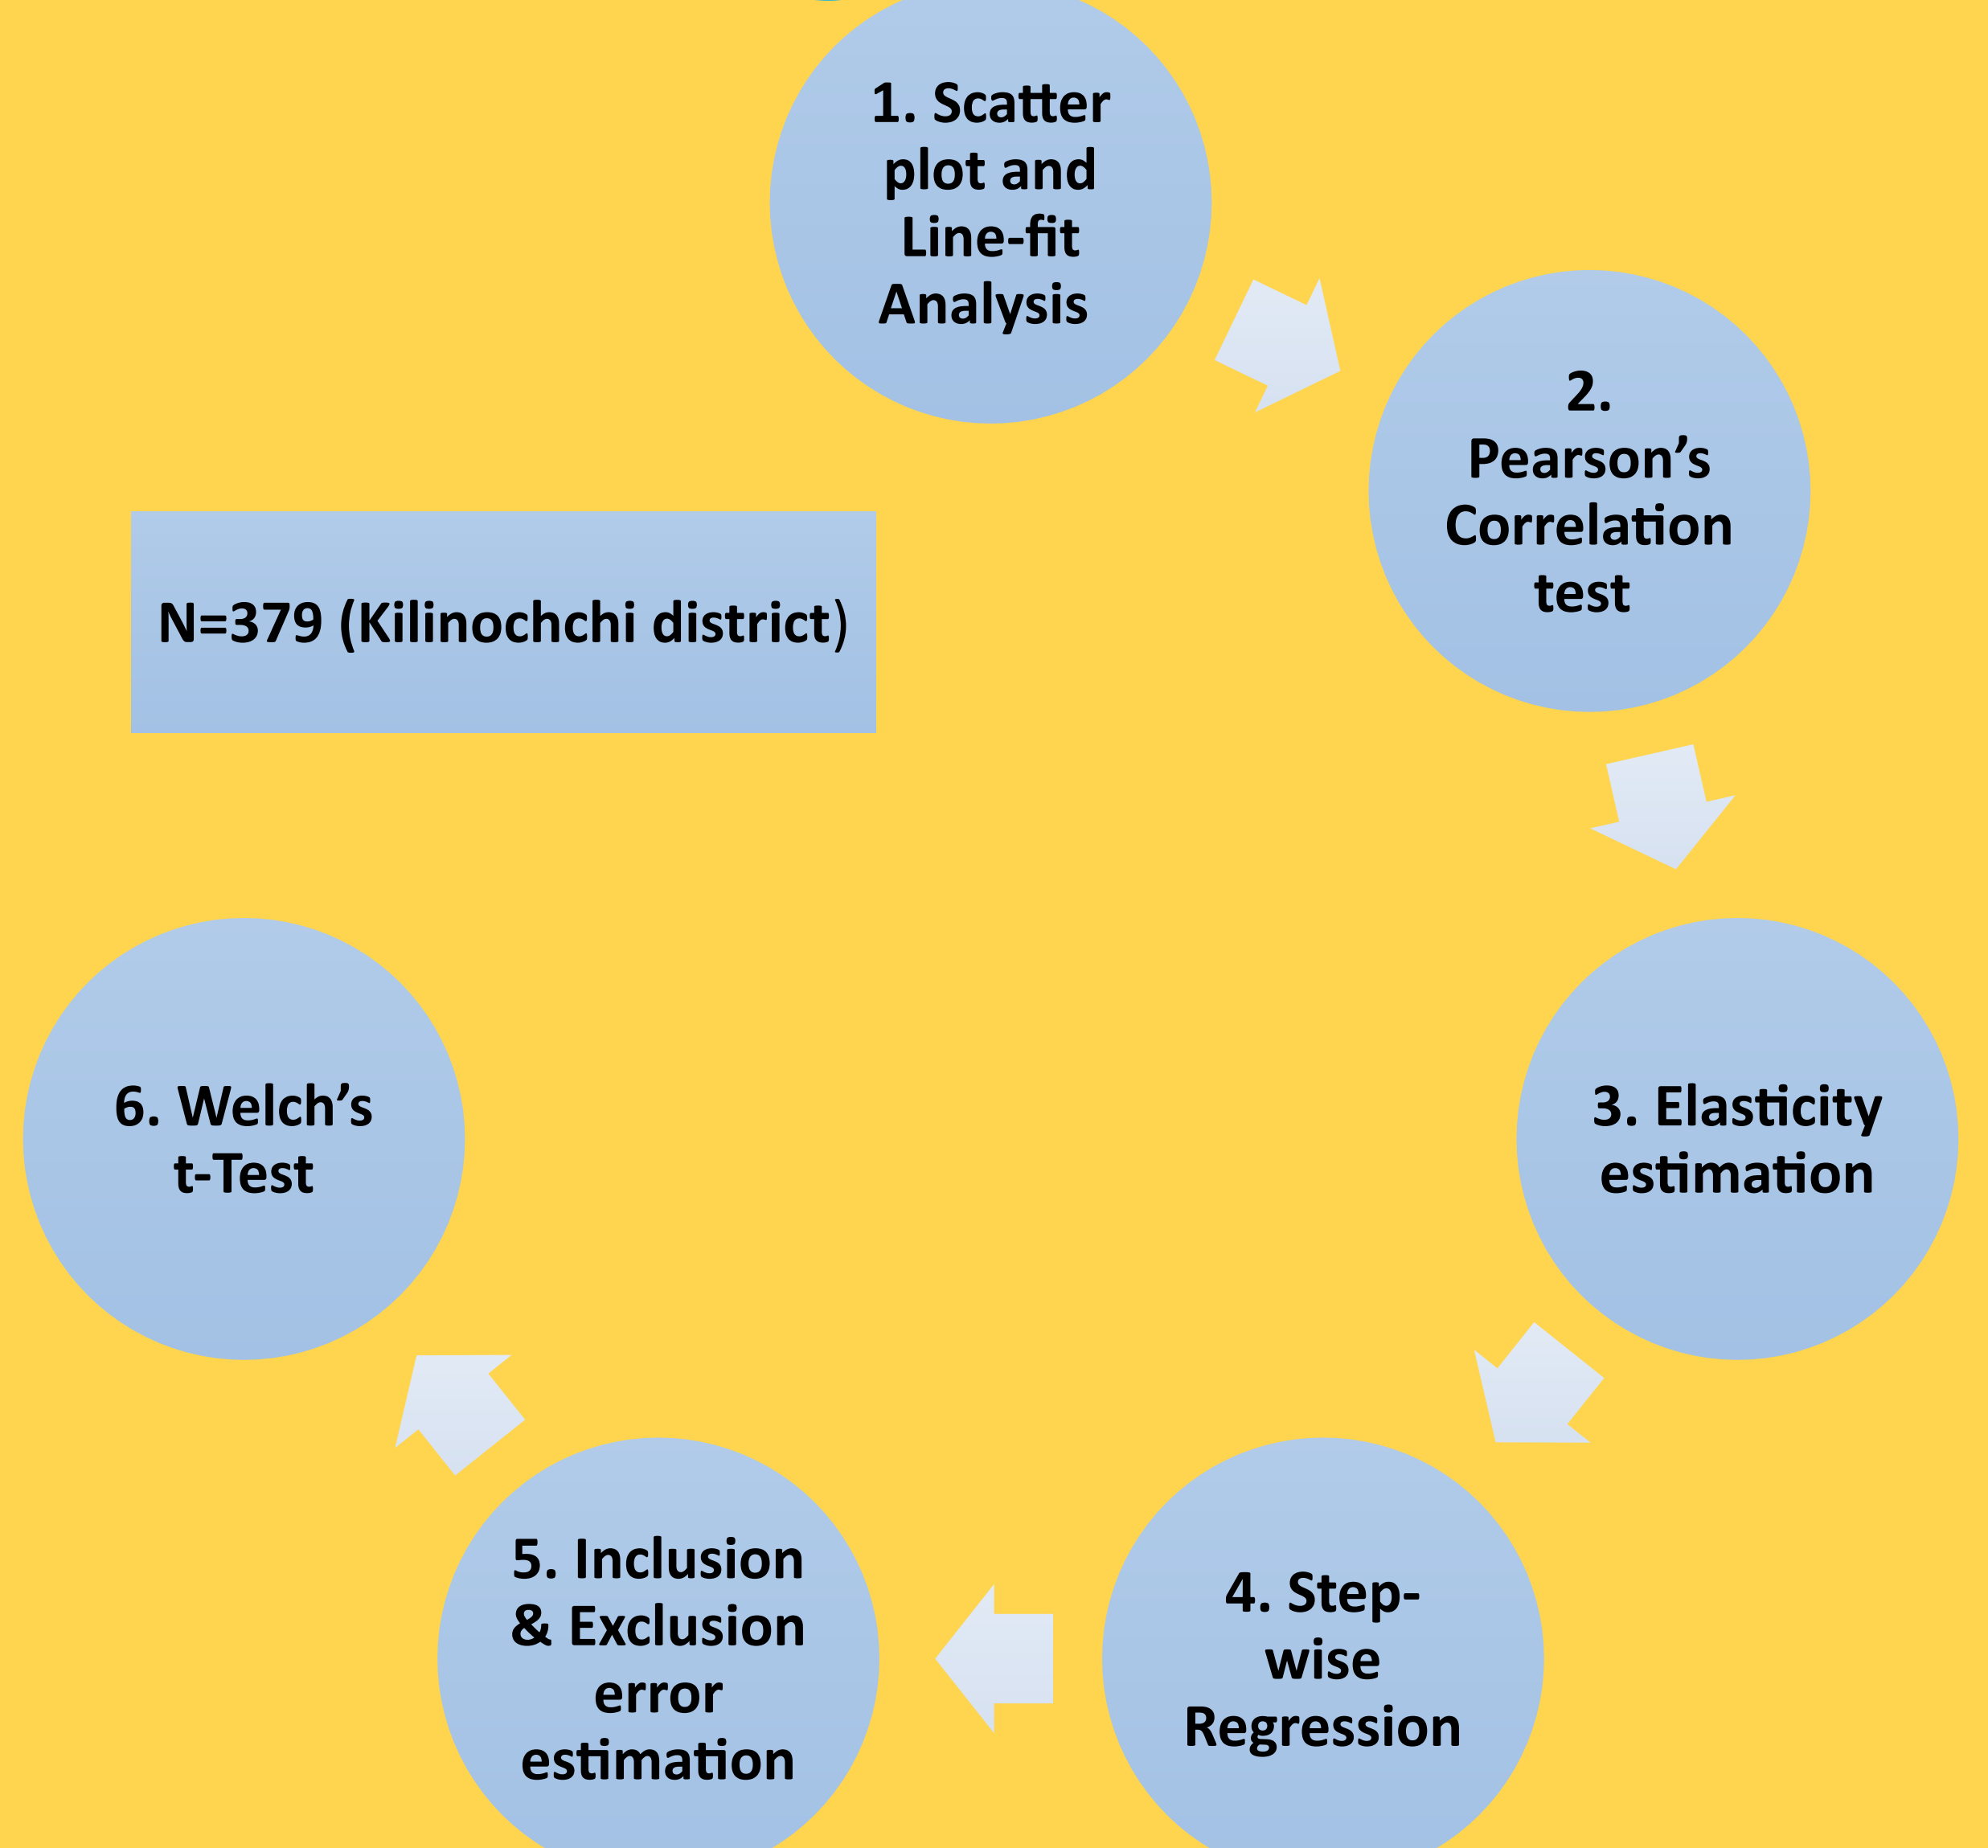 1. Scatter
plot and
Line-fit
Analysis
2.
Pearson’s
Correlation
test
N=379 (Kilinochchi district)
3. Elasticity
estimation
4. Step-
wise
Regression
5. Inclusion
& Exclusion
error
estimation
6. Welch’s
t-Test